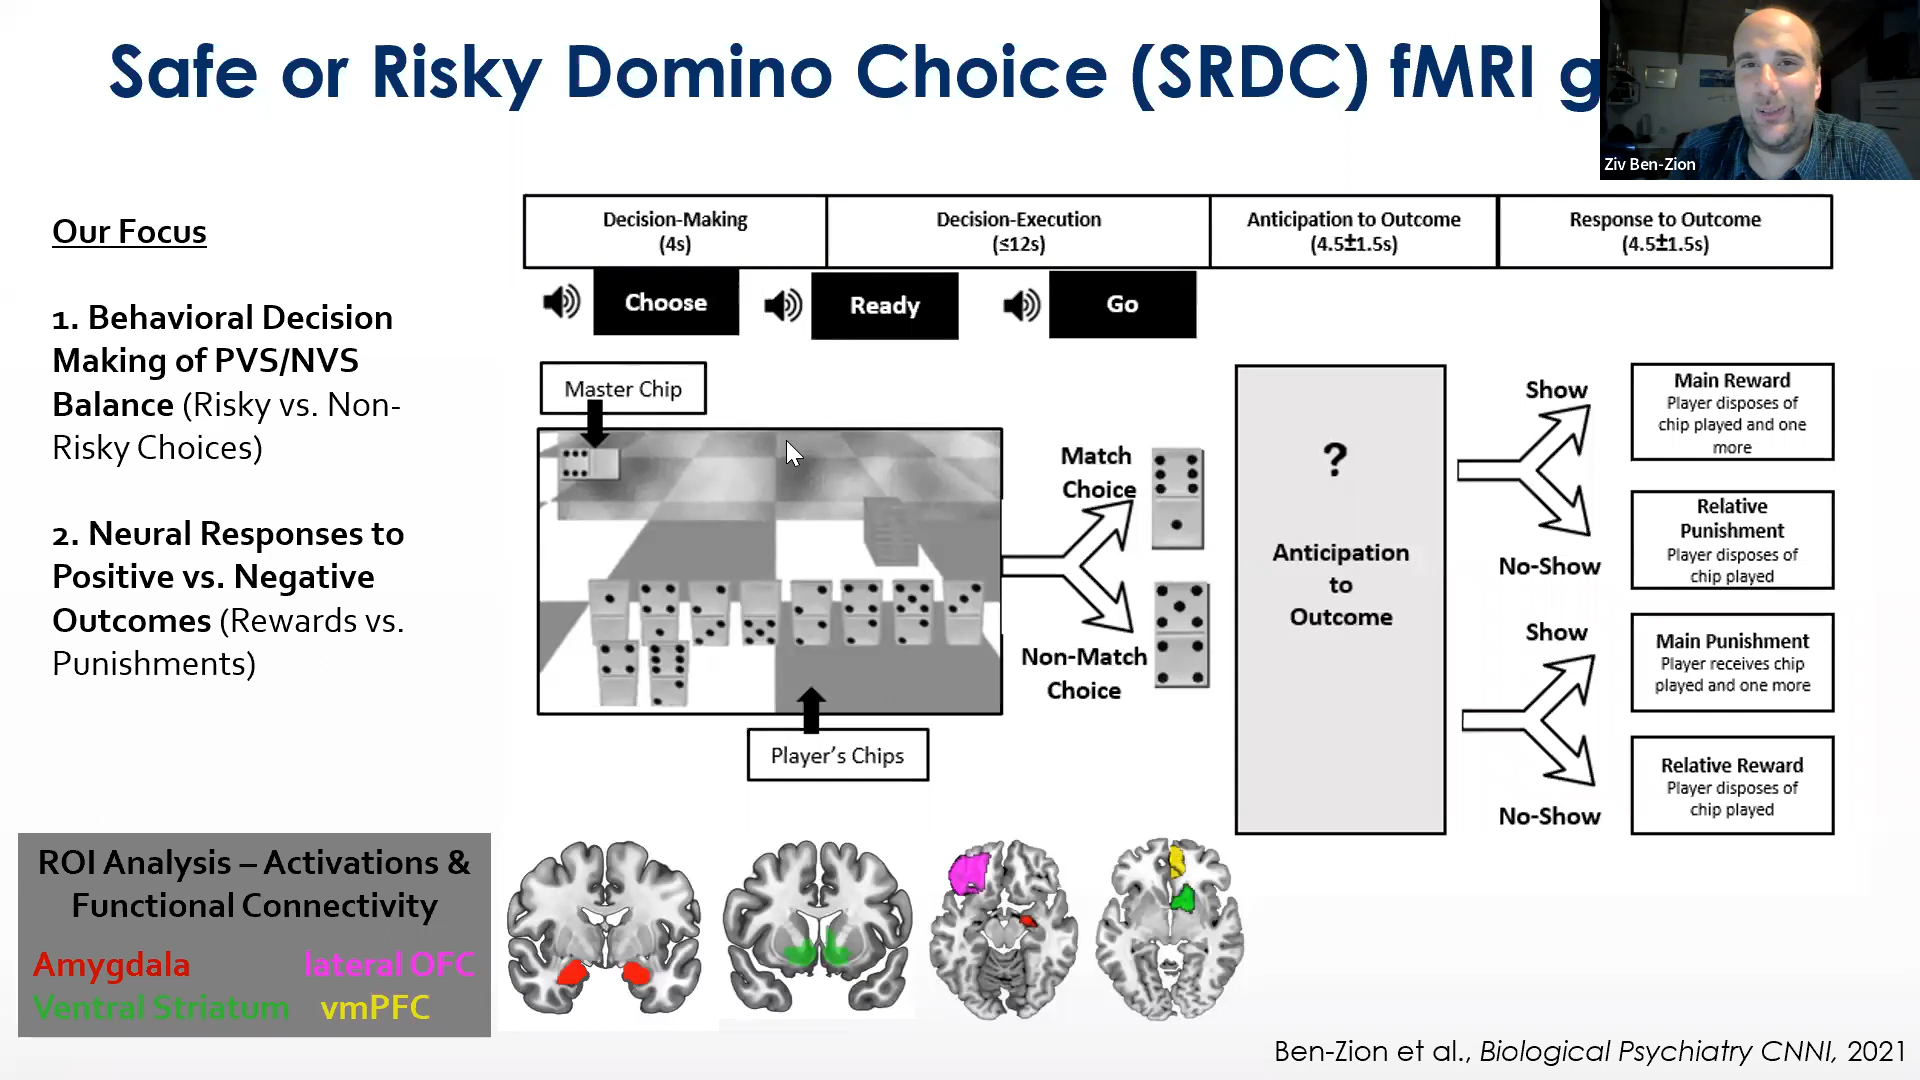 Safe or Risky Domino Choice (SRDC) fMRI g
Ziv Ben-Zion
Our Focus
1. Behavioral Decision
Making of PVS/NVS
Balance (Risky vs. Non-
Risky Choices)
2. Neural Responses to
Positive vs. Negative
Outcomes (Rewards vs.
Punishments)
Decision-Making
(4s)
Decision-Execution
(≤12s)
Anticipation to Outcome
(4.5±1.5s)
Response to Outcome
(4.5±1.5s)
Choose
Ready
Go
Master Chip
Player's Chips
Match
Choice
Non-Match
Choice
?
Anticipation
to
Outcome
Show
No-Show
Show
No-Show
Main Reward
Player disposes of
chip played and one
more
Relative
Punishment
Player disposes of
chip played
Main Punishment
Player receives chip
played and one more
Relative Reward
Player disposes of
chip played
ROI Analysis – Activations &
Functional Connectivity
Amygdala lateral OFC
Ventral Striatum vmPFC
Ben-Zion et al., Biological Psychiatry CNNI, 2021